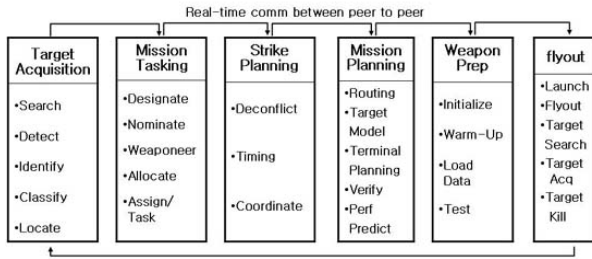 Real-time comm between peer to peer
Target
Acquisition
•Search
•Detect
•Identify
•Classify
•Locate
Mission
Tasking
•Designate
•Nominate
•Weaponeer
•Allocate
•Assign/
Task
Strike
Planning
•Deconflict
•Timing
•Coordinate
Mission
Planning
•Routing
•Target
Model
•Terminal
Planning
•Verify
•Perf
Predict
Weapon
Prep
•Initialize
•Warm-Up
•Load
Data
•Test
flyout
•Launch
•Flyout
•Target
Search
•Target
Acq
•Target
Kill